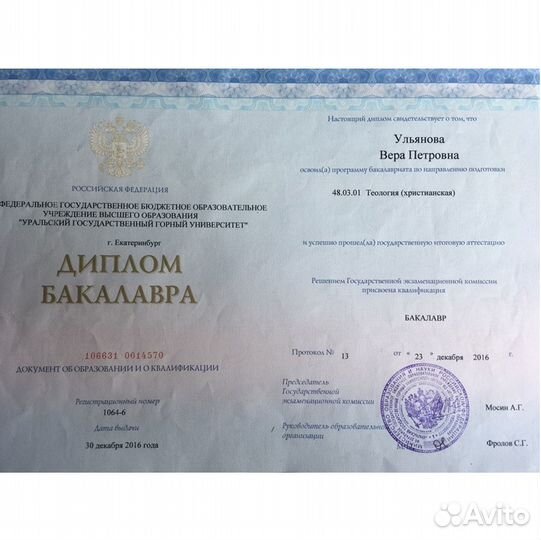 РОССИЙСКАЯ ФЕДЕРАЦИЯ
ФЕДЕРАЛЬНОЕ ГОСУДАРСТВЕННОЕ БЮДЖЕТНОЕ ОБРАЗОВАТЕЛЬНОЕ
УЧРЕЖДЕНИЕ ВЫСШЕГО ОБРАЗОВАНИЯ
"УРАЛЬСКИЙ ГОСУДАРСТВЕННЫЙ ГОРНЫЙ УНИВЕРСИТЕТ"
г. Екатеринбург
ДИПЛОМ
БАКАЛАВРА
106631 0014570
ДОКУМЕНТ ОБ ОБРАЗОВАНИИ И О КВАЛИФИКАЦИИ
Регистрационный номер
1064-6
Дата выдачи
30 декабря 2016 года
Настоящий диплом свидетельствует о том, что
Ульянова
Вера Петровна
освоил(а) программу бакалавриата по направлению подготовки
48.03.01 Теология (христианская)
и успешно прошел(ла) государственную итоговую аттестацию
Решением Государственной экзаменационной комиссии
присвоена квалификация
БАКАЛАВР
Протокол № 13 от « 23 » декабря 2016 г.
Председатель
Государственной
экзаменационной комиссии
Мосин А.Г.
Руководитель образовательной
организации
М.П.
Фролов С.Г.
Avito